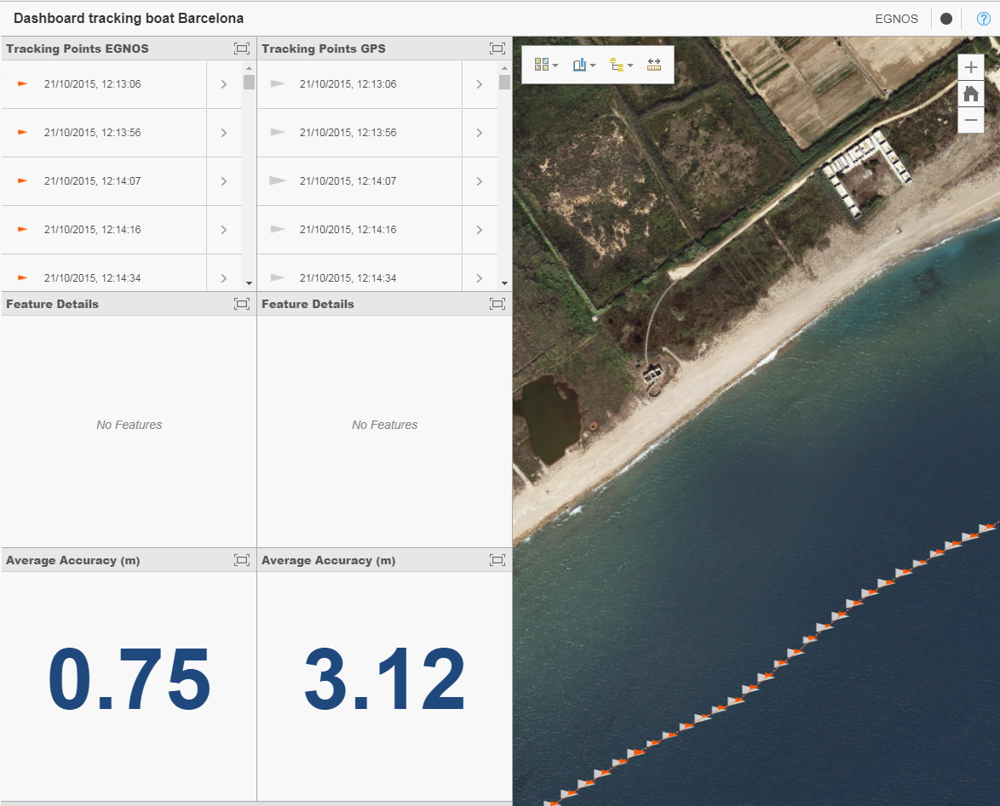 Dashboard tracking boat Barcelona
EGNOS
?
Tracking Points EGNOS
21/10/2015, 12:13:06
21/10/2015, 12:13:56
21/10/2015, 12:14:07
21/10/2015, 12:14:16
21/10/2015, 12:14:34
Tracking Points GPS
21/10/2015, 12:13:06
21/10/2015, 12:13:56
21/10/2015, 12:14:07
21/10/2015, 12:14:16
21/10/2015, 12:14:34
Feature Details
No Features
Feature Details
No Features
Average Accuracy (m)
0.75
Average Accuracy (m)
3.12